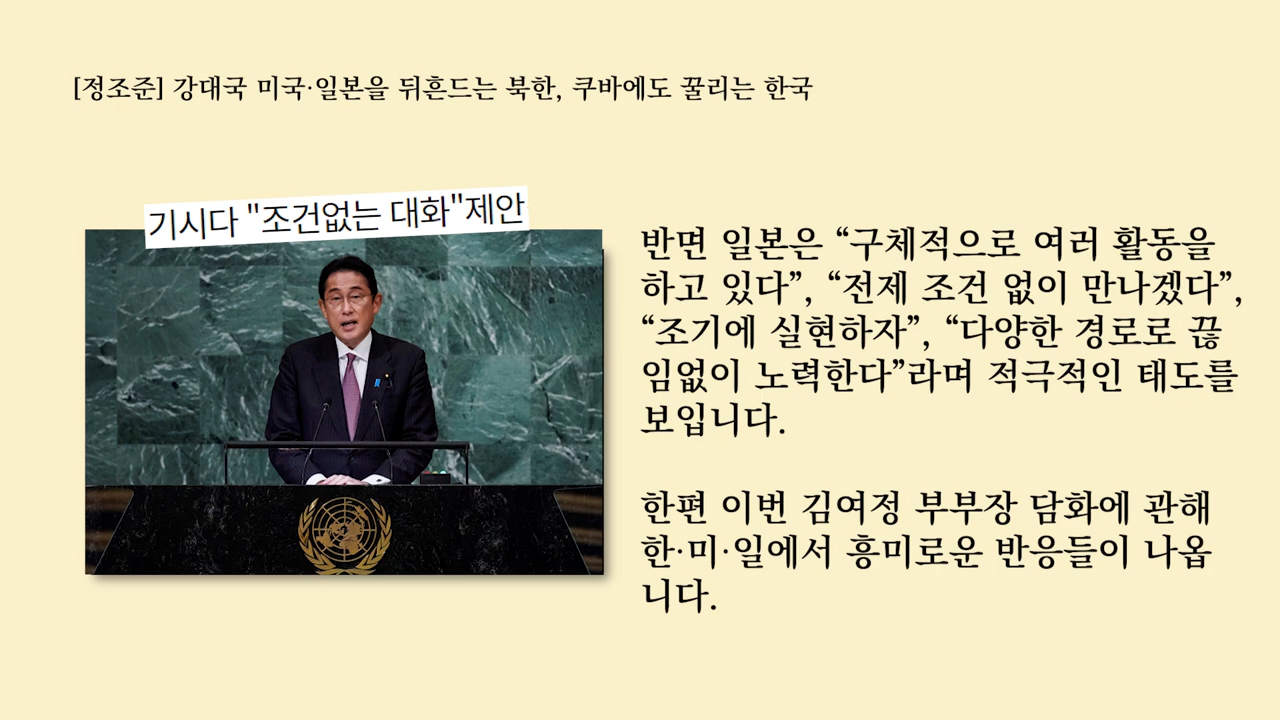 [정조준] 강대국 미국·일본을 뒤흔드는 북한, 쿠바에도 꿀리는 한국
기시다 "조건없는 대화"제안
반면 일본은 “구체적으로 여러 활동을
하고 있다”, “전제 조건 없이 만나겠다”,
“조기에 실현하자”, “다양한 경로로 끊
임없이 노력한다”라며 적극적인 태도를
보입니다.
한편 이번 김여정 부부장 담화에 관해
한·미·일에서 흥미로운 반응들이 나옵
니다.